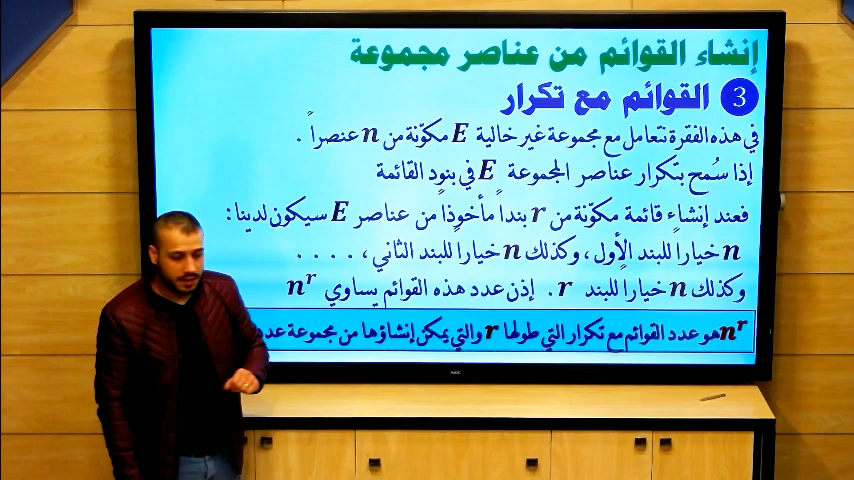 إنشاء القوائم من عناصر مجموعة
3 القوائم مع تكرار
في هذه الفقرة نتعامل مع مجموعة غير خالية E مكوّنة من n عنصراً .
إذا سُمح بتكرار عناصر المجموعة E في بنود القائمة
فعند إنشاء قائمة مكوّنة من r بنداً مأخوذاً من عناصر E سيكون لدينا :
n خياراً للبند الأول ، وكذلك n خياراً للبند الثاني ، . . . .
وكذلك n خياراً للبند r . إذن عدد هذه القوائم يساوي nʳ
nʳ هو عدد القوائم مع تكرار التي طولها r والتي يمكن إنشاؤها من مجموعة عدد
NEC